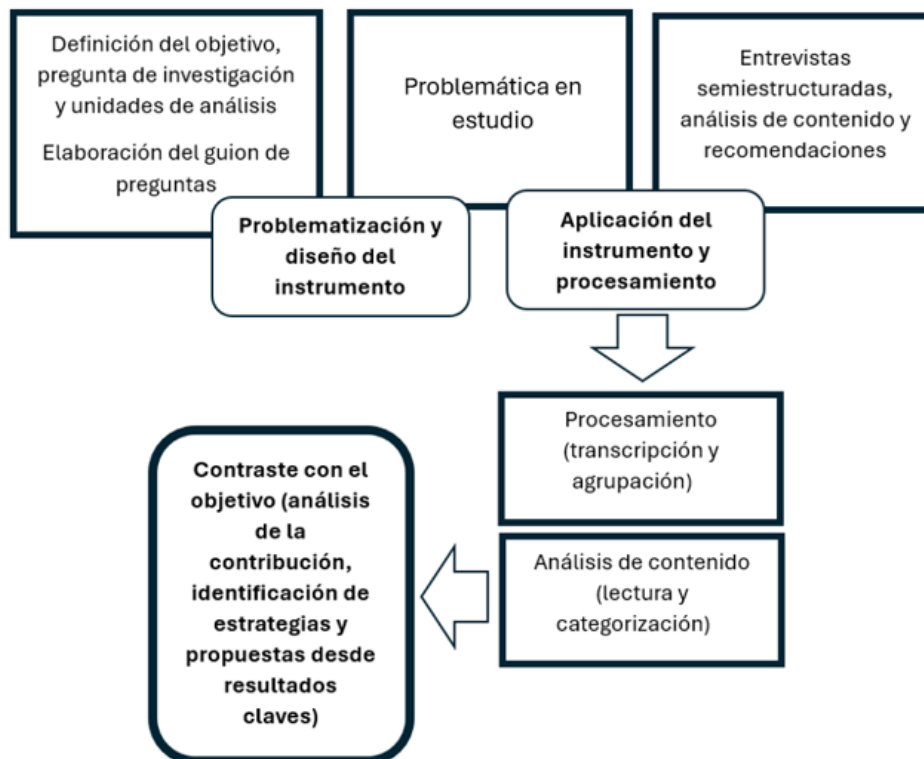 Definición del objetivo,
pregunta de investigación
y unidades de análisis
Elaboración del guion de
preguntas
Problemática en
estudio
Entrevistas
semiestructuradas,
análisis de contenido y
recomendaciones
Problematización y
diseño del
instrumento
Aplicación del
instrumento y
procesamiento
Procesamiento
(transcripción y
agrupación)
Análisis de contenido
(lectura y
categorización)
Contraste con el
objetivo (análisis
de la
contribución,
identificación de
estrategias y
propuestas desde
resultados
claves)